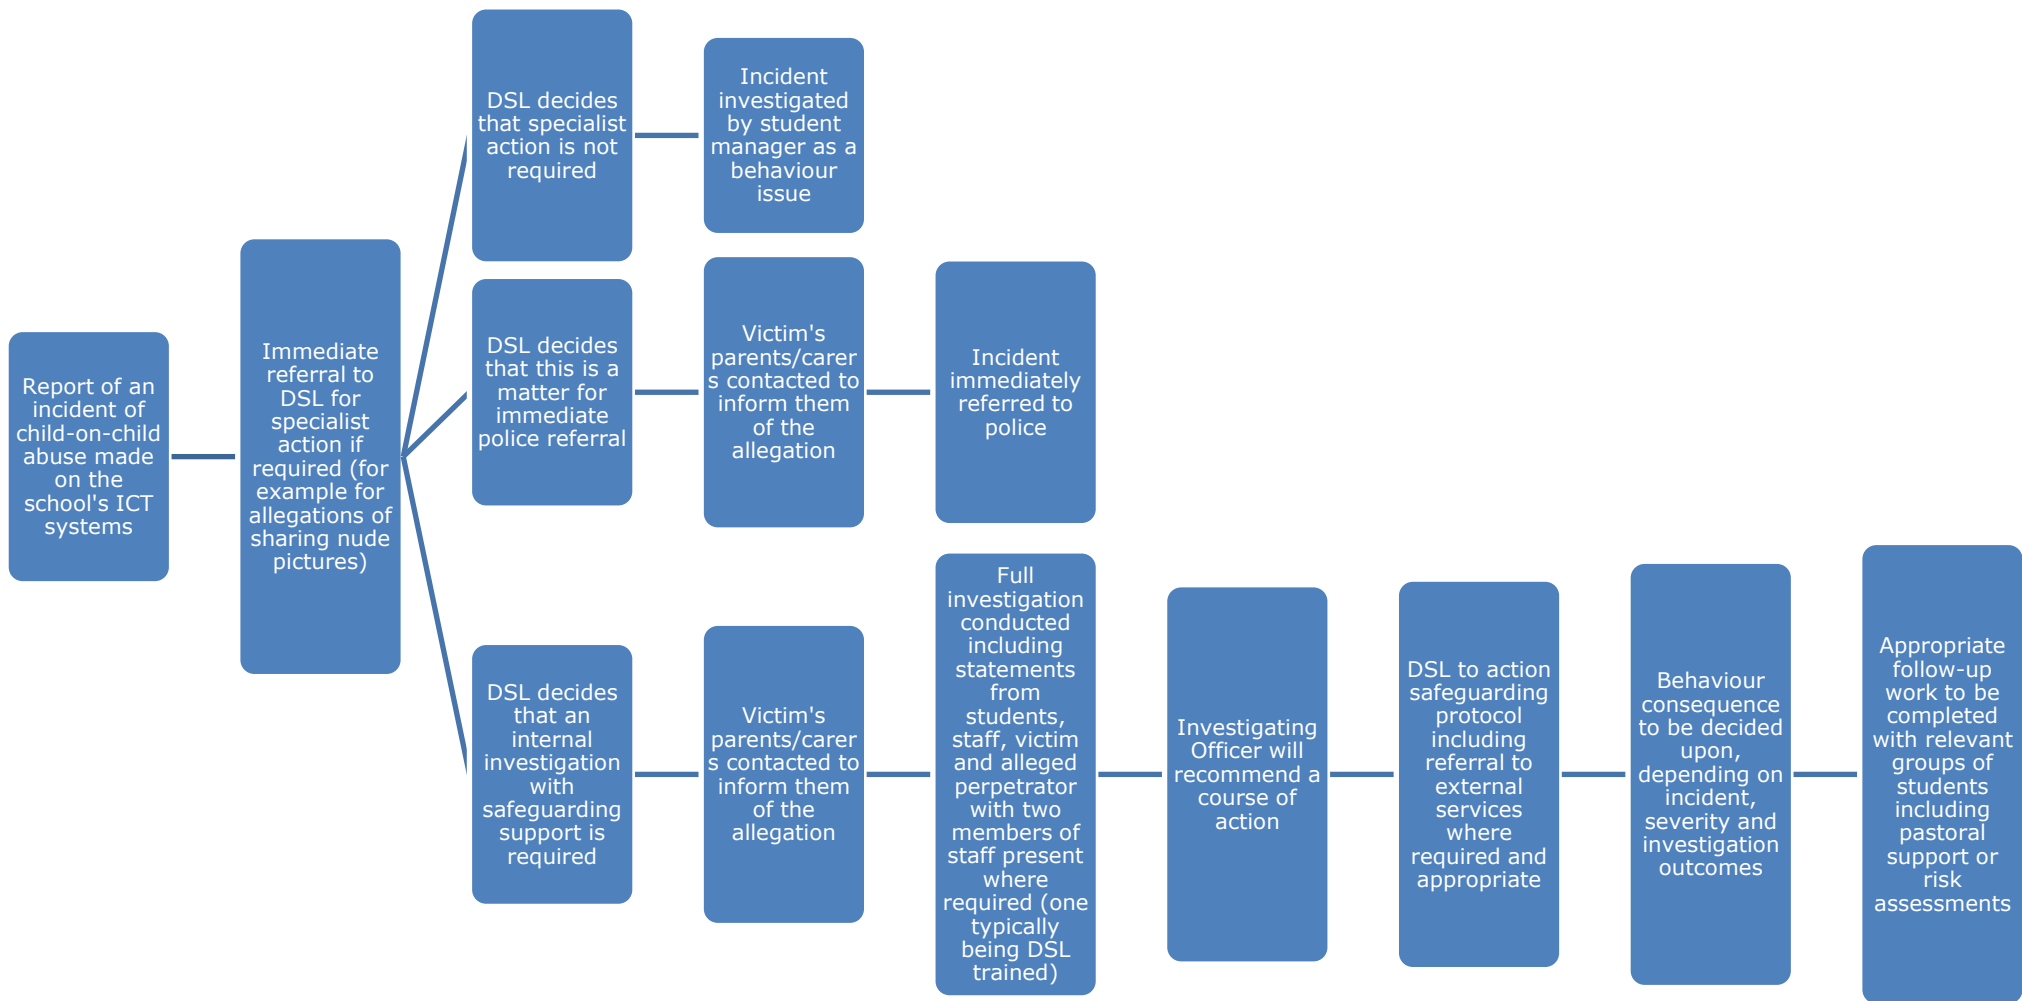 Report of an
incident of
child-on-child
abuse made
on the
school's ICT
systems
Immediate
referral to
DSL for
specialist
action if
required (for
example for
allegations of
sharing nude
pictures)
DSL decides
that specialist
action is not
required
Incident
investigated
by student
manager as a
behaviour
issue
DSL decides
that this is a
matter for
immediate
police referral
Victim's
parents/carer
s contacted to
inform them
of the
allegation
Incident
immediately
referred to
police
DSL decides
that an
internal
investigation
with
safeguarding
support is
required
Victim's
parents/carer
s contacted to
inform them
of the
allegation
Full
investigation
conducted
including
statements
from
students,
staff, victim
and alleged
perpetrator
with two
members of
staff present
where
required (one
typically
being DSL
trained)
Investigating
Officer will
recommend a
course of
action
DSL to action
safeguarding
protocol
including
referral to
external
services
where
required and
appropriate
Behaviour
consequence
to be decided
upon,
depending on
incident,
severity and
investigation
outcomes
Appropriate
follow-up
work to be
completed
with relevant
groups of
students
including
pastoral
support or
risk
assessments